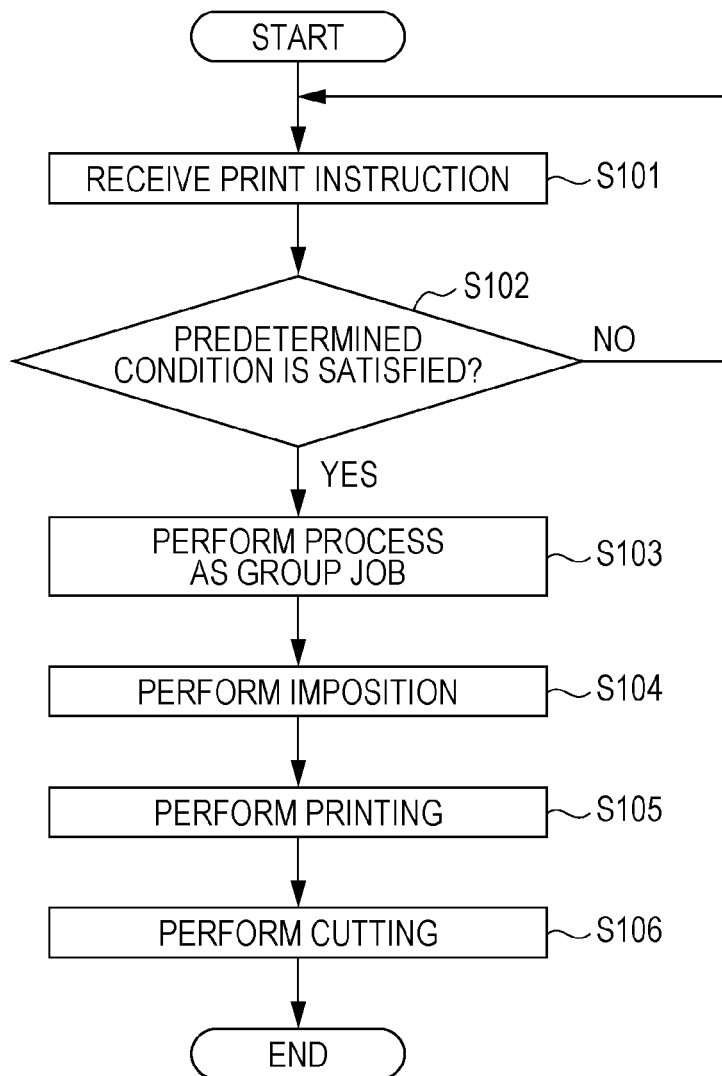 START
RECEIVE PRINT INSTRUCTION
S101
S102
PREDETERMINED
CONDITION IS SATISFIED?
NO
YES
PERFORM PROCESS
AS GROUP JOB
S103
PERFORM IMPOSITION
S104
PERFORM PRINTING
S105
PERFORM CUTTING
S106
END